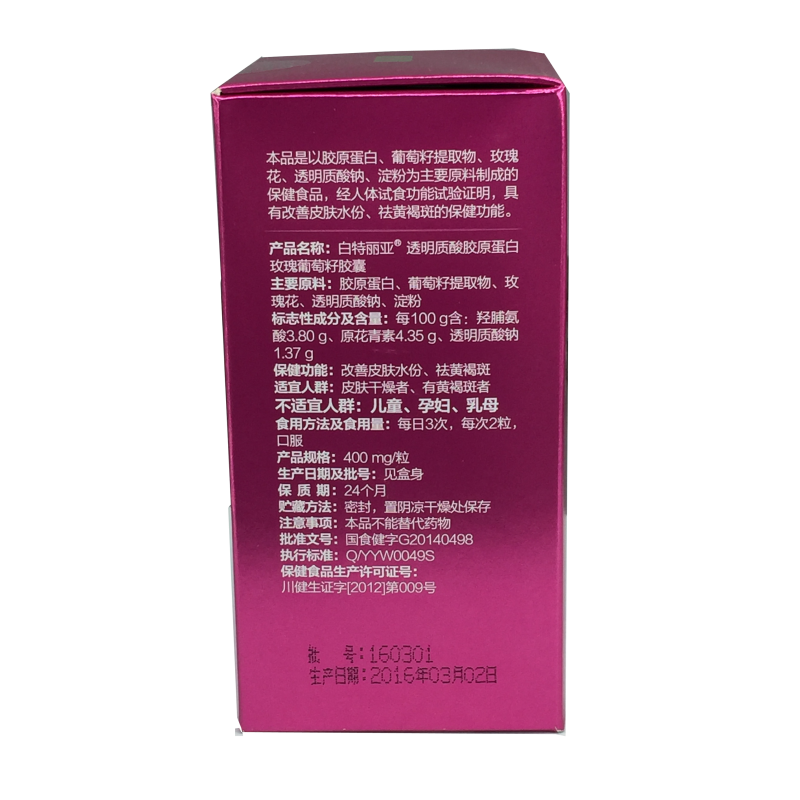 本品是以胶原蛋白、葡萄籽提取物、玫瑰
花、透明质酸钠、淀粉为主要原料制成的
保健食品，经人体试食功能试验证明，具
有改善皮肤水份、祛黄褐斑的保健功能。
产品名称：白特丽亚® 透明质酸胶原蛋白
玫瑰葡萄籽胶囊
主要原料：胶原蛋白、葡萄籽提取物、玫
瑰花、透明质酸钠、淀粉
标志性成分及含量：每100 g含：羟脯氨
酸3.80 g、原花青素4.35 g、透明质酸钠
1.37 g
保健功能：改善皮肤水份、祛黄褐斑
适宜人群：皮肤干燥者、有黄褐斑者
不适宜人群：儿童、孕妇、乳母
食用方法及食用量：每日3次，每次2粒，
口服
产品规格：400 mg/粒
生产日期及批号：见盒身
保 质 期：24个月
贮藏方法：密封，置阴凉干燥处保存
注意事项：本品不能替代药物
批准文号：国食健字G20140498
执行标准：Q/YYW0049S
保健食品生产许可证号：
川健生证字[2012]第009号
批 号：160301
生产日期：2016年03月02日